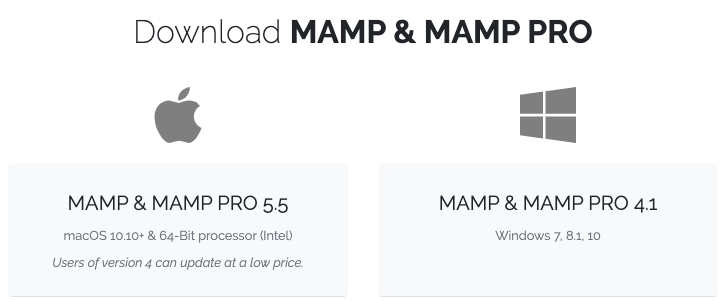 Download MAMP & MAMP PRO
MAMP & MAMP PRO 5.5
macOS 10.10+ & 64-Bit processor (Intel)
Users of version 4 can update at a low price.
MAMP & MAMP PRO 4.1
Windows 7, 8.1, 10